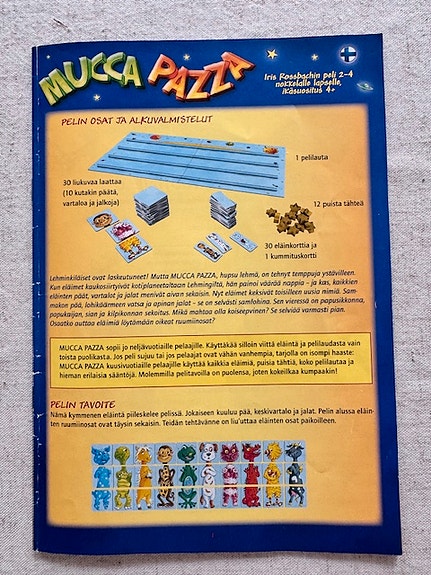 MUCCA PAZZA
Iris Rossbachin peli 2-4
nokkelalle lapselle,
ikäsuositus 4+
PELIN OSAT JA ALKUVALMISTELUT
1 pelilauta
30 liukuvaa laattaa
(10 kutakin päätä,
vartaloa ja jalkoja)
12 puista tähteä
30 eläinkorttia ja
1 kummituskortti
Lehminkiläiset ovat laskeutuneet! Mutta MUCCA PAZZA, hupsu lehmä, on tehnyt temppuja ystävilleen.
Kun eläimet kaukosiirtyivät kotiplaneetaltaan Lehmingiltä, hän painoi väärää nappia – ja kas, kaikkien
eläinten päät, vartalot ja jalat menivät aivan sekaisin. Nyt eläimet keksivät toisilleen uusia nimiä. Sam-
makon pää, lohikäärmeen vatsa ja apinan jalat – se on selvästi samlohina. Sen vieressä on papusikkonna,
papukaijan, sian ja kilpikonnan sekoitus. Mikä mahtaa olla koiseepvinen? Se selviää varmasti pian.
Osaatko auttaa eläimiä löytämään oikeat ruumiinosat?
MUCCA PAZZA sopii jo neljävuotiaille pelaajille. Käyttäkää silloin viittä eläintä ja pelilaudasta vain
toista puolikasta. Jos peli sujuu tai jos pelaajat ovat vähän vanhempia, tarjolla on isompi haaste:
MUCCA PAZZA kuusivuotiaille pelaajille käyttää kaikkia eläimiä, puisia tähtiä, koko pelilautaa ja
hieman erilaisia sääntöjä. Molemmilla pelitavoilla on puolensa, joten kokeilkaa kumpaakin!
PELIN TAVOITE
Nämä kymmenen eläintä piileskelee pelissä. Jokaiseen kuuluu pää, keskivartalo ja jalat. Pelin alussa eläin-
ten ruumiinosat ovat täysin sekaisin. Teidän tehtävänne on liu'uttaa eläinten osat paikoilleen.